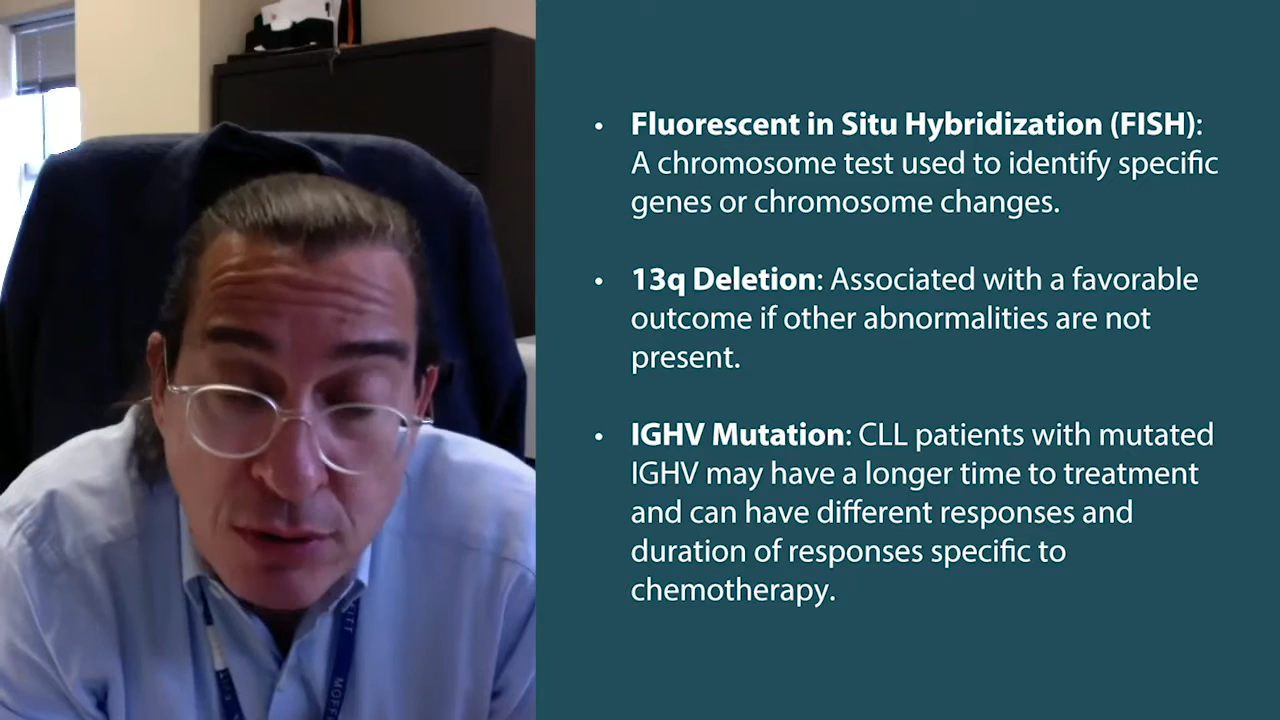 • Fluorescent in Situ Hybridization (FISH):
A chromosome test used to identify specific
genes or chromosome changes.
• 13q Deletion: Associated with a favorable
outcome if other abnormalities are not
present.
• IGHV Mutation: CLL patients with mutated
IGHV may have a longer time to treatment
and can have different responses and
duration of responses specific to
chemotherapy.
MOFF